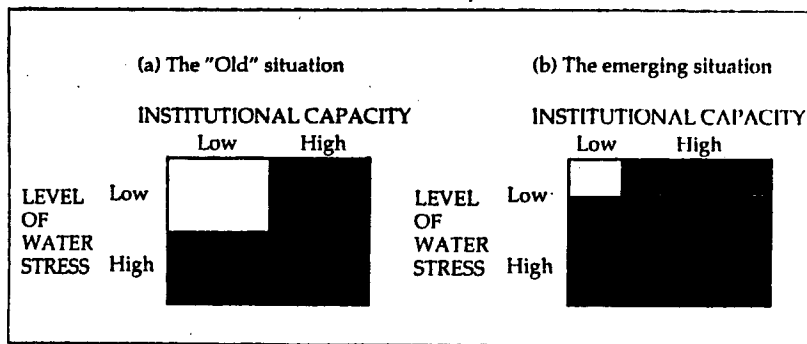 (a) The "Old" situation
INSTITUTIONAL CAPACITY
Low High
LEVEL
OF
WATER
STRESS
Low
High
(b) The emerging situation
INSTITUTIONAL CAPACITY
Low High
LEVEL
OF
WATER
STRESS
Low
High